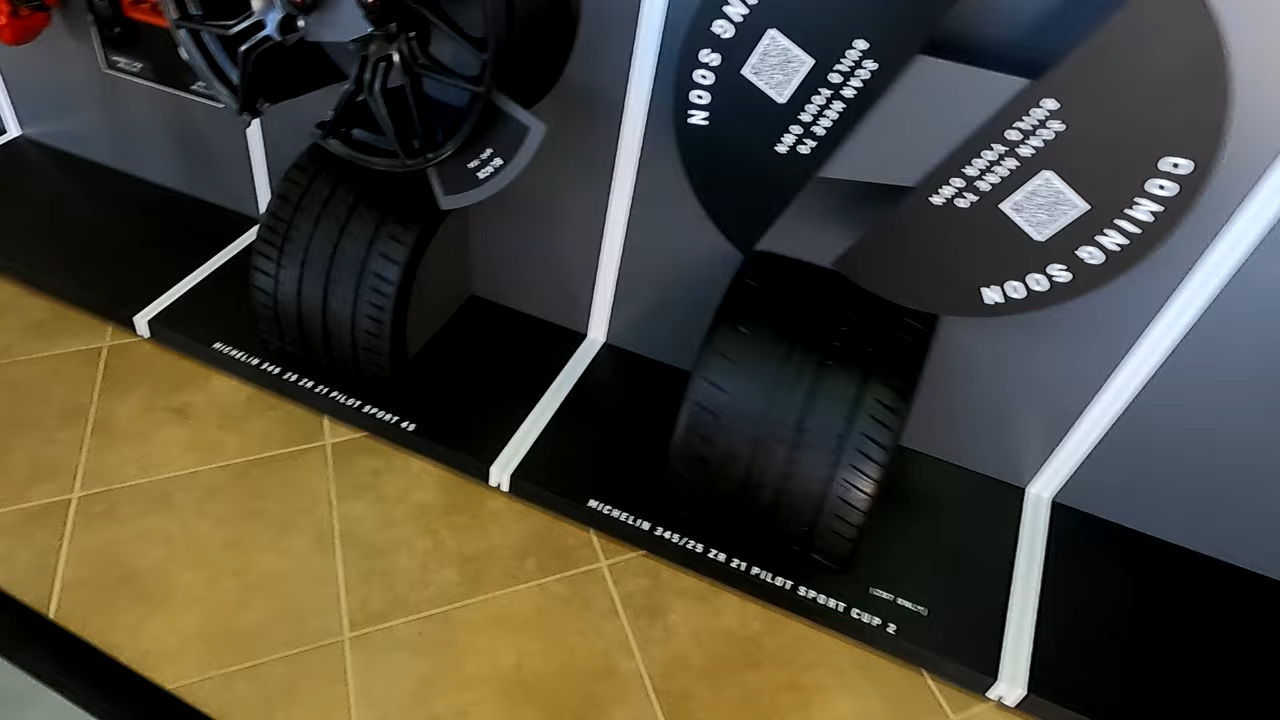 MICHELIN 345 25 ZR 21 PILOT SPORT 4S
COMING SOON
SCAN HERE TO
BUILD YOUR OWN
SCAN HERE TO
BUILD YOUR OWN
COMING SOON
MICHELIN 345/25 ZR 21 PILOT SPORT CUP 2